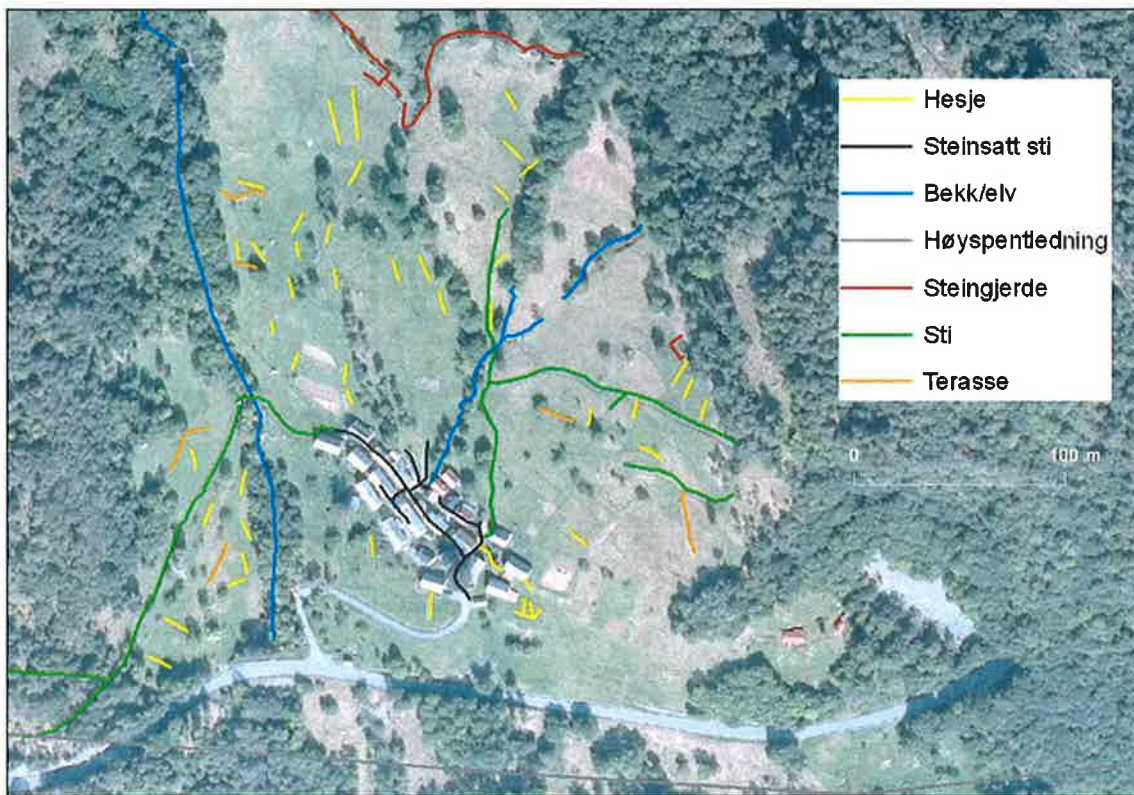 Hesje
Steinsatt sti
Bekk/elv
Høyspentledning
Steingjerde
Sti
Terasse
0 100 m